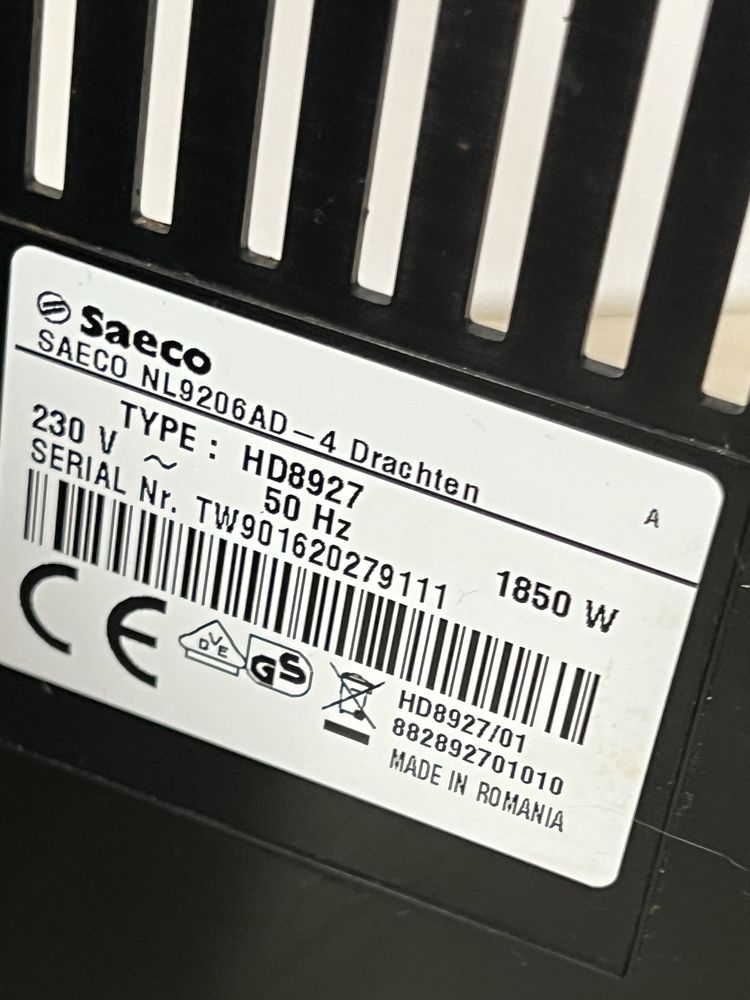 Saeco
SAECO NL9206AD-4 Drachten
A
TYPE : HD8927
230 V ~ 50 Hz 1850 W
SERIAL Nr. TW901620279111
CE
DVE
GS
HD8927/01
882892701010
MADE IN ROMANIA